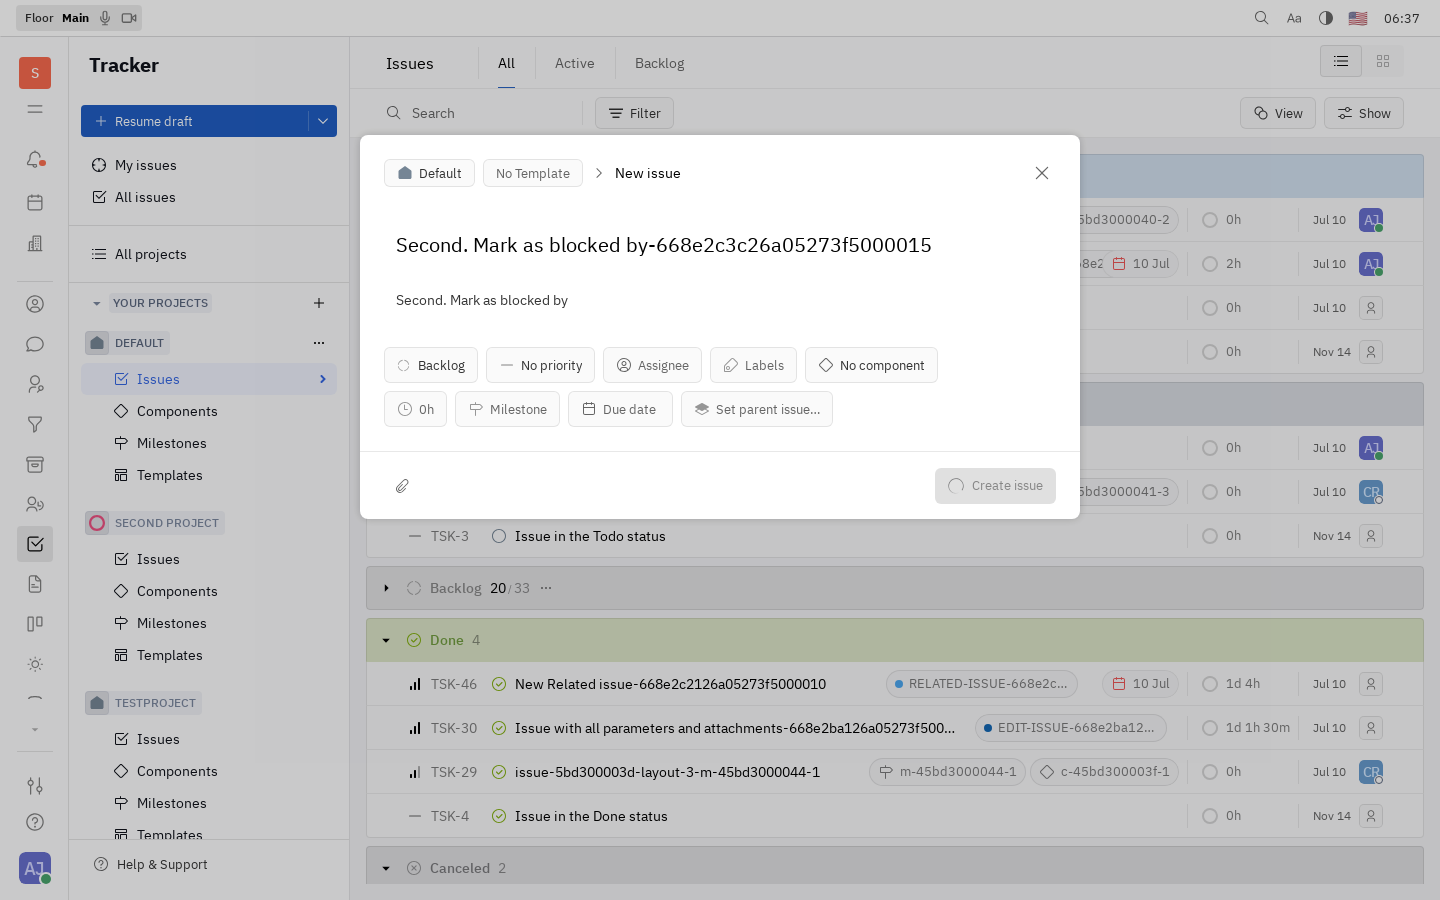 Floor Main
Aa
06:37
S
Tracker
Resume draft
My issues
All issues
All projects
YOUR PROJECTS
DEFAULT
Issues
Components
Milestones
Templates
SECOND PROJECT
Issues
Components
Milestones
Templates
TESTPROJECT
Issues
Components
Milestones
Templates
Help & Support
AJ
Issues
All
Active
Backlog
Search
Filter
View
Show
Default
No Template
New issue
Second. Mark as blocked by-668e2c3c26a05273f5000015
Second. Mark as blocked by
Backlog
No priority
Assignee
Labels
No component
0h
Milestone
Due date
Set parent issue...
Create issue
5bd3000040-2 0h Jul 10 AJ
68e2 10 Jul 2h Jul 10 AJ
0h Jul 10
0h Nov 14
0h Jul 10 AJ
5bd3000041-3 0h Jul 10 CR
TSK-3 Issue in the Todo status 0h Nov 14
Backlog 20/33
Done 4
TSK-46 New Related issue-668e2c2126a05273f5000010 RELATED-ISSUE-668e2c... 10 Jul 1d 4h Jul 10
TSK-30 Issue with all parameters and attachments-668e2ba126a05273f500... EDIT-ISSUE-668e2ba12... 1d 1h 30m Jul 10
TSK-29 issue-5bd300003d-layout-3-m-45bd3000044-1 m-45bd3000044-1 c-45bd300003f-1 0h Jul 10 CR
TSK-4 Issue in the Done status 0h Nov 14
Canceled 2